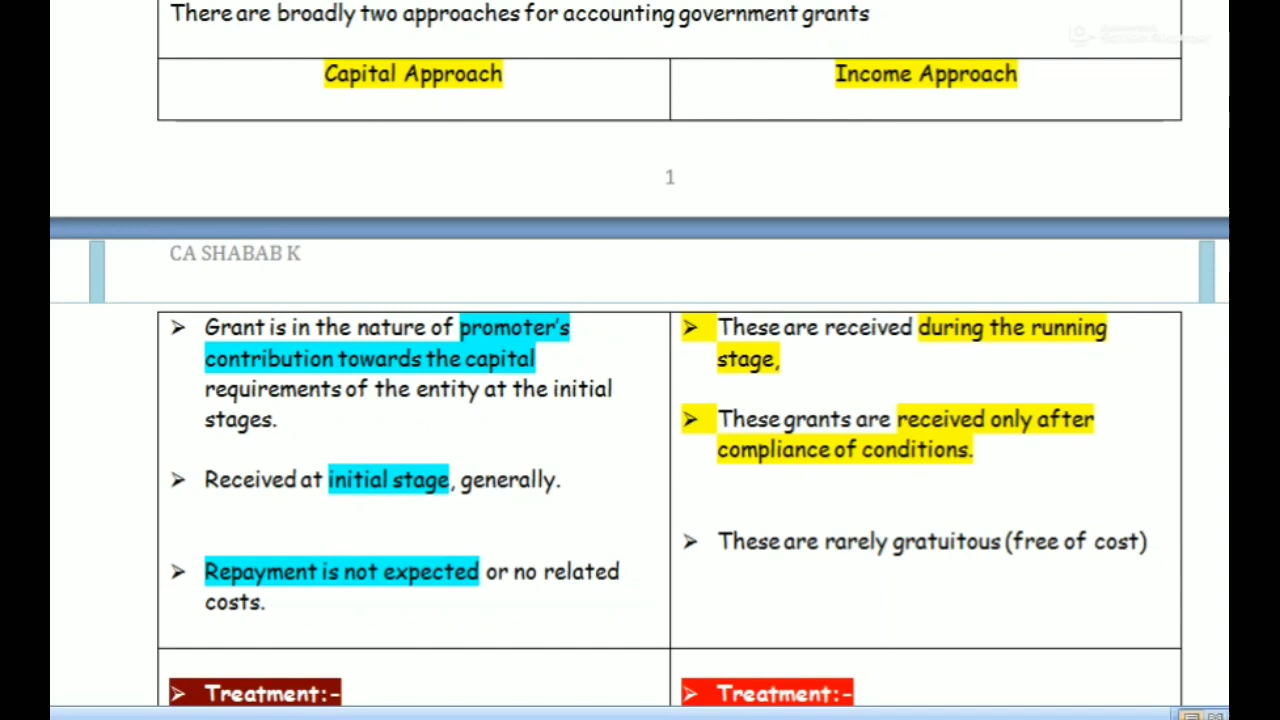 There are broadly two approaches for accounting government grants
Capital Approach
Income Approach
1
CA SHABAB K
➢ Grant is in the nature of promoter's
contribution towards the capital
requirements of the entity at the initial
stages.
➢ Received at initial stage, generally.
➢ Repayment is not expected or no related
costs.
➢ These are received during the running
stage,
➢ These grants are received only after
compliance of conditions.
➢ These are rarely gratuitous (free of cost)
➢ Treatment:-
➢ Treatment:-